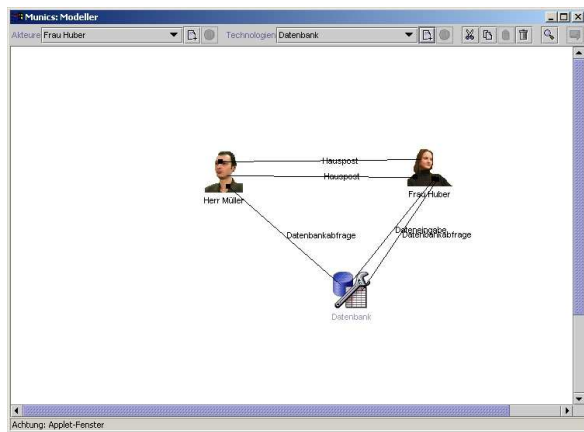 Munics: Modeller
Akteure Frau Huber Technologien Datenbank
Hauspost
Hauspost
Herr Müller
Frau Huber
Datenbankabfrage
Dateneingabe
Datenbankabfrage
Datenbank
Achtung: Applet-Fenster